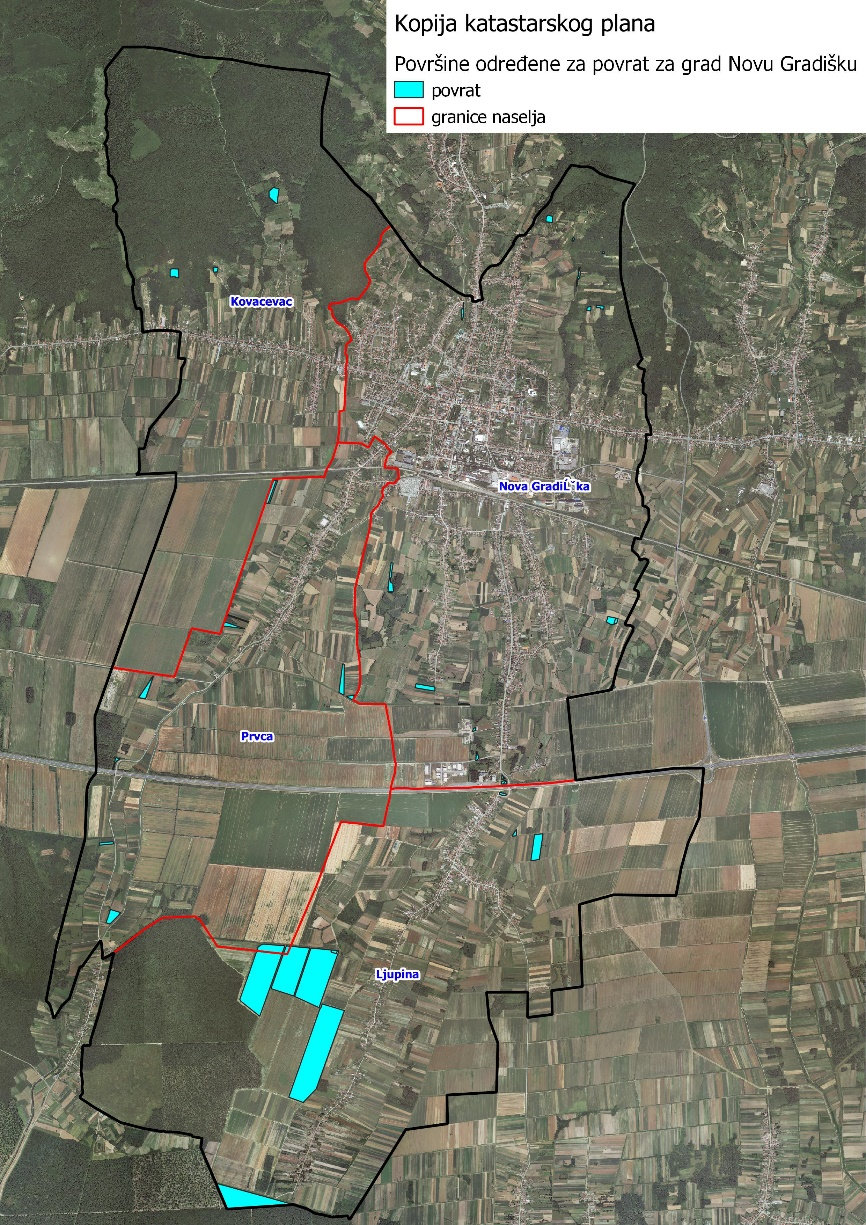 Kopija katastarskog plana
Površine određene za povrat za grad Novu Gradišku
povrat
granice naselja
Kovacevac
Nova GradiĹˇka
Prvca
Ljupina